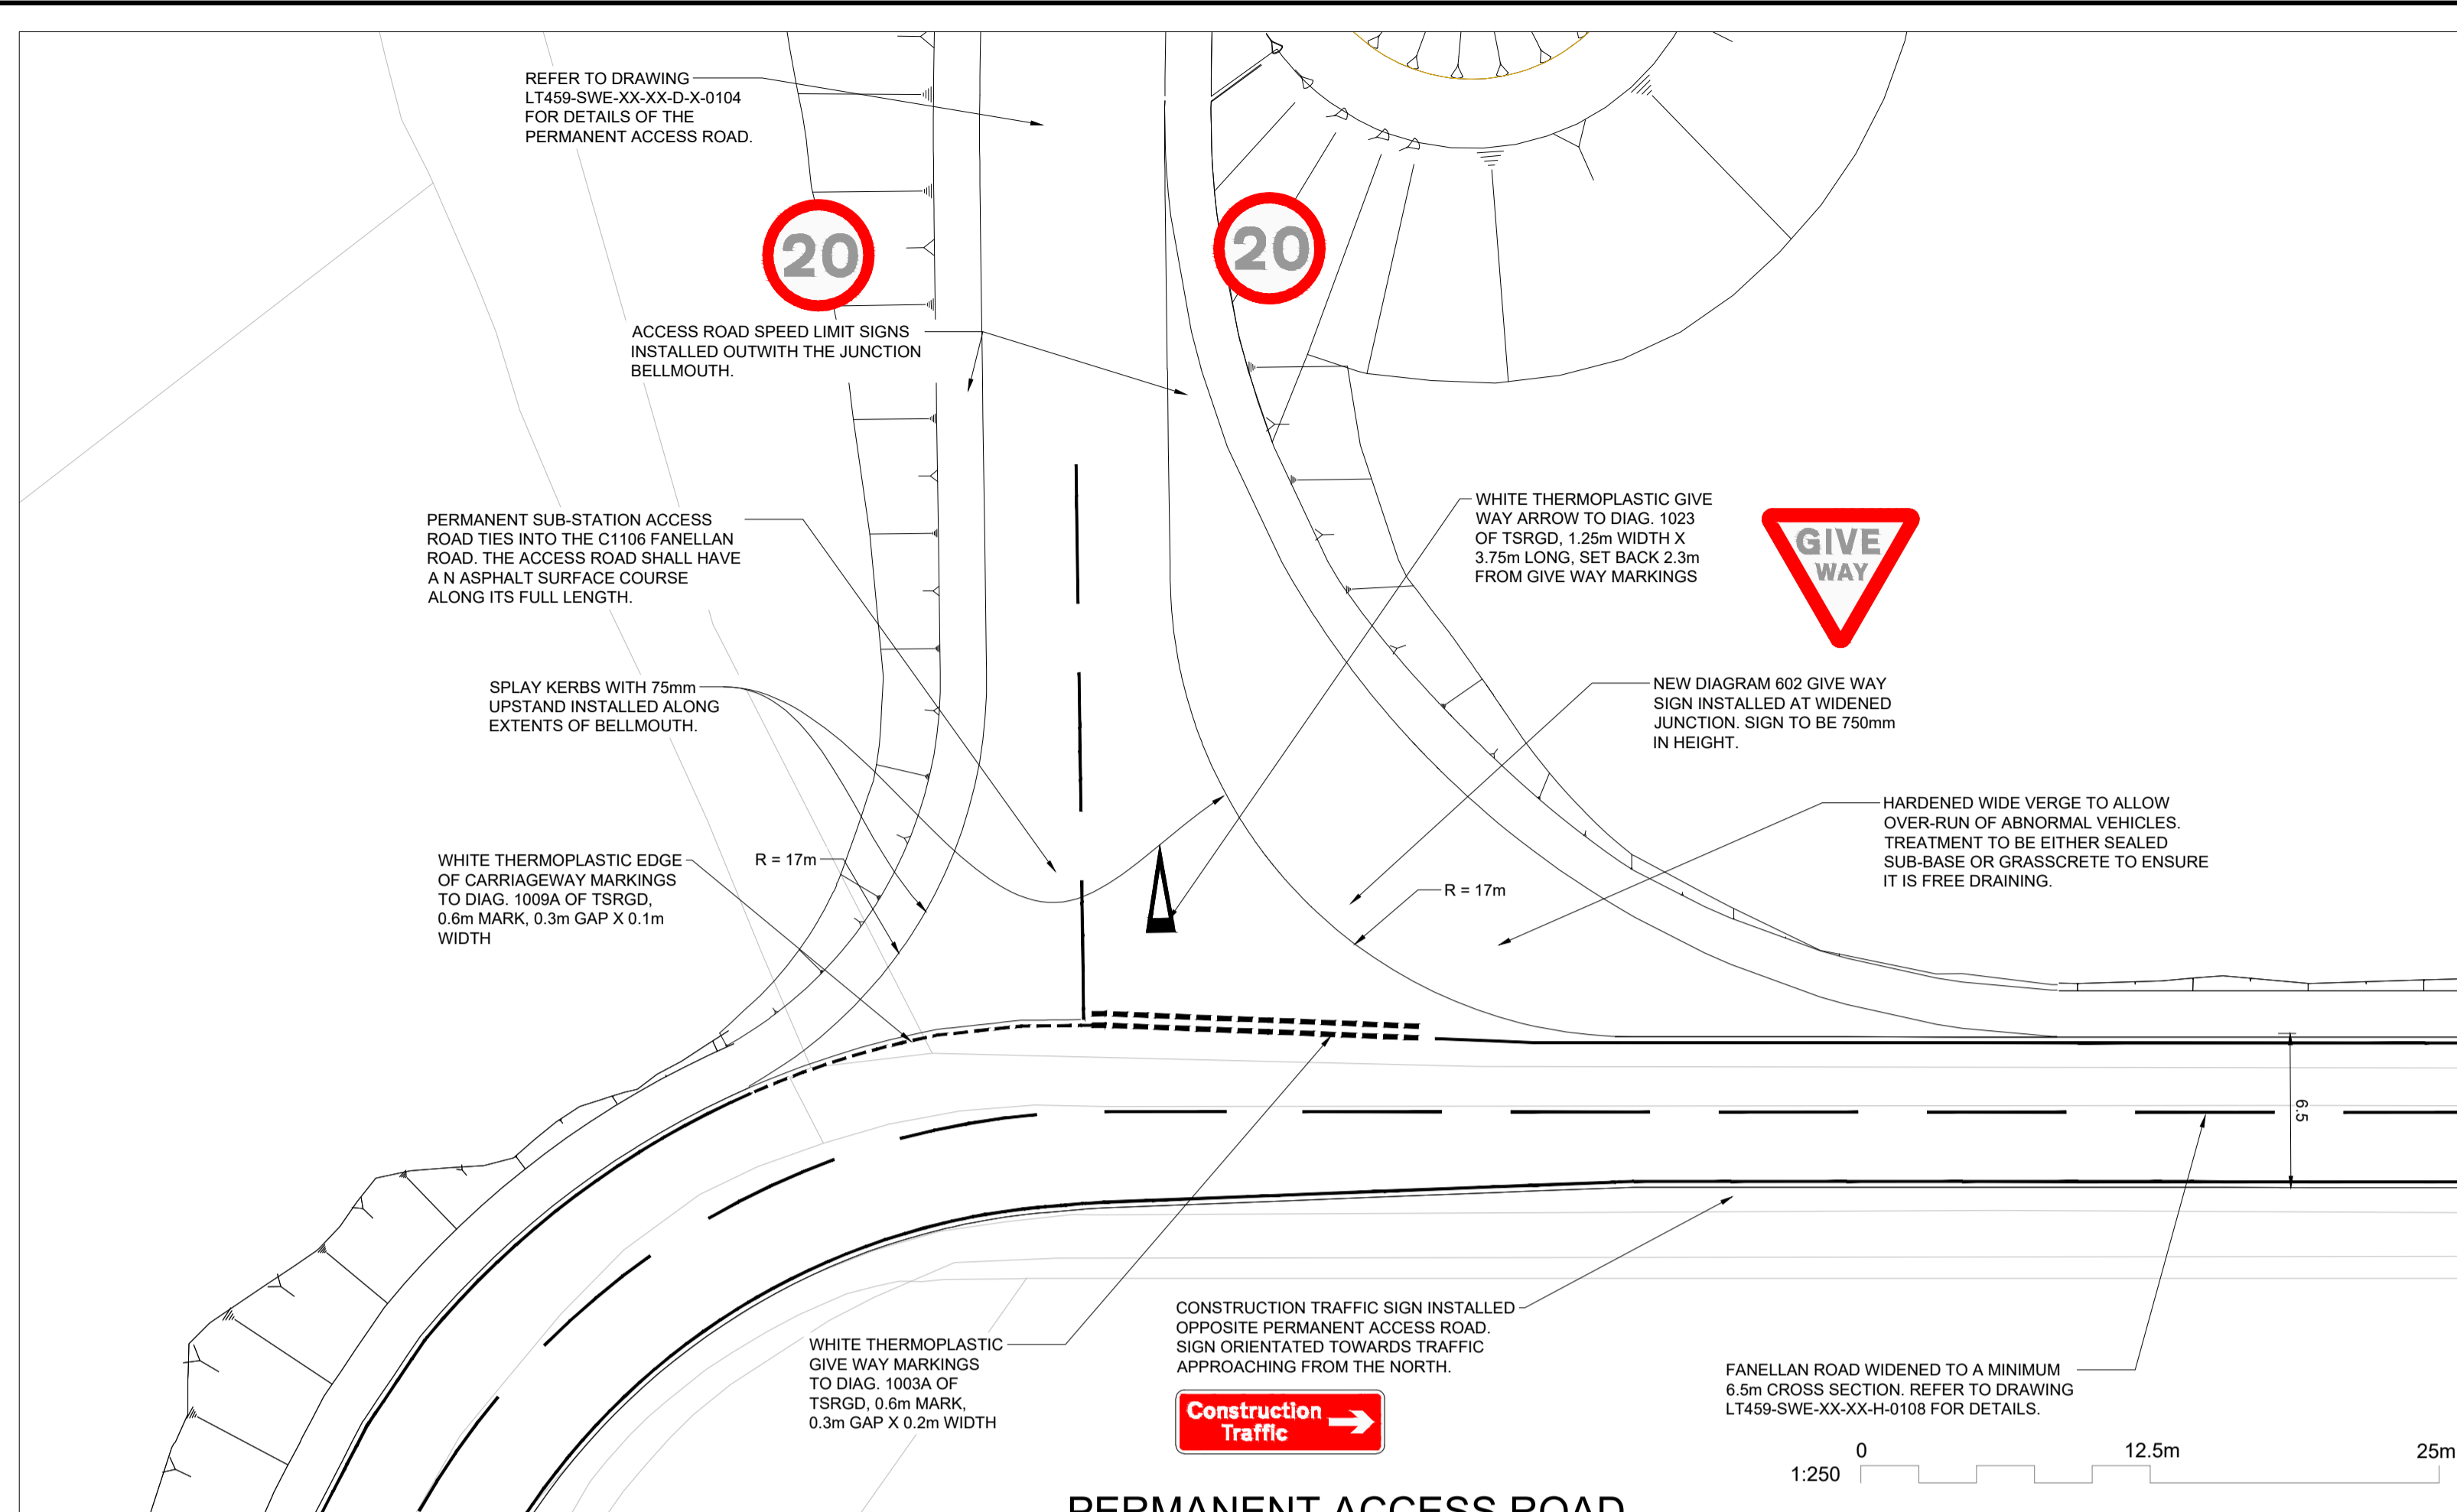 REFER TO DRAWING
LT459-SWE-XX-XX-D-X-0104
FOR DETAILS OF THE
PERMANENT ACCESS ROAD.
20
20
ACCESS ROAD SPEED LIMIT SIGNS
INSTALLED OUTWITH THE JUNCTION
BELLMOUTH.
PERMANENT SUB-STATION ACCESS
ROAD TIES INTO THE C1106 FANELLAN
ROAD. THE ACCESS ROAD SHALL HAVE
A N ASPHALT SURFACE COURSE
ALONG ITS FULL LENGTH.
WHITE THERMOPLASTIC GIVE
WAY ARROW TO DIAG. 1023
OF TSRGD, 1.25m WIDTH X
3.75m LONG, SET BACK 2.3m
FROM GIVE WAY MARKINGS
GIVE
WAY
SPLAY KERBS WITH 75mm
UPSTAND INSTALLED ALONG
EXTENTS OF BELLMOUTH.
NEW DIAGRAM 602 GIVE WAY
SIGN INSTALLED AT WIDENED
JUNCTION. SIGN TO BE 750mm
IN HEIGHT.
HARDENED WIDE VERGE TO ALLOW
OVER-RUN OF ABNORMAL VEHICLES.
TREATMENT TO BE EITHER SEALED
SUB-BASE OR GRASSCRETE TO ENSURE
IT IS FREE DRAINING.
WHITE THERMOPLASTIC EDGE
OF CARRIAGEWAY MARKINGS
TO DIAG. 1009A OF TSRGD,
0.6m MARK, 0.3m GAP X 0.1m
WIDTH
R = 17m
R = 17m
6.5
WHITE THERMOPLASTIC
GIVE WAY MARKINGS
TO DIAG. 1003A OF
TSRGD, 0.6m MARK,
0.3m GAP X 0.2m WIDTH
CONSTRUCTION TRAFFIC SIGN INSTALLED
OPPOSITE PERMANENT ACCESS ROAD.
SIGN ORIENTATED TOWARDS TRAFFIC
APPROACHING FROM THE NORTH.
Construction
Traffic
FANELLAN ROAD WIDENED TO A MINIMUM
6.5m CROSS SECTION. REFER TO DRAWING
LT459-SWE-XX-XX-H-0108 FOR DETAILS.
0 12.5m 25m
1:250
PERMANENT ACCESS ROAD